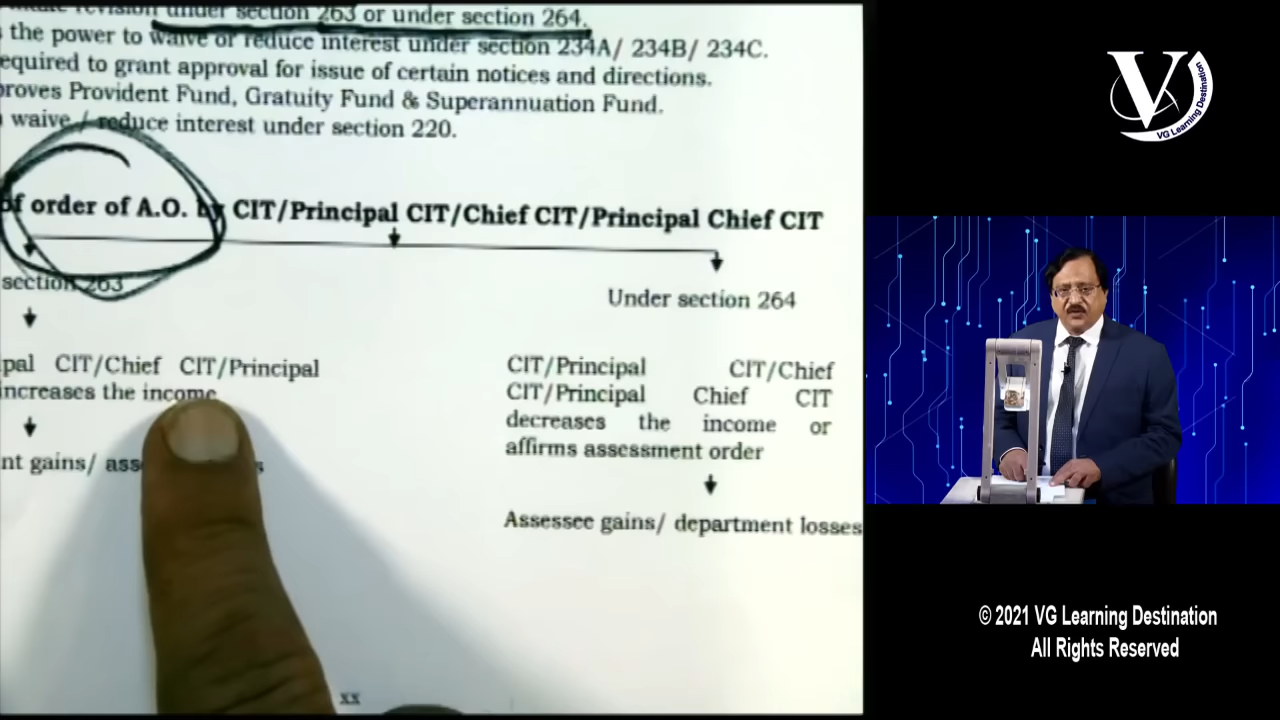 revision under section 263 or under section 264.
the power to waive or reduce interest under section 234A/ 234B/ 234C.
equired to grant approval for issue of certain notices and directions.
proves Provident Fund, Gratuity Fund & Superannuation Fund.
waive / reduce interest under section 220.
of order of A.O. by CIT/Principal CIT/Chief CIT/Principal Chief CIT
section 263
Under section 264
pal CIT/Chief CIT/Principal
increases the income
nt gains/ ass
CIT/Principal CIT/Chief
CIT/Principal Chief CIT
decreases the income or
affirms assessment order
Assessee gains/ department losses
xx
V
VG Learning Destination
© 2021 VG Learning Destination
All Rights Reserved